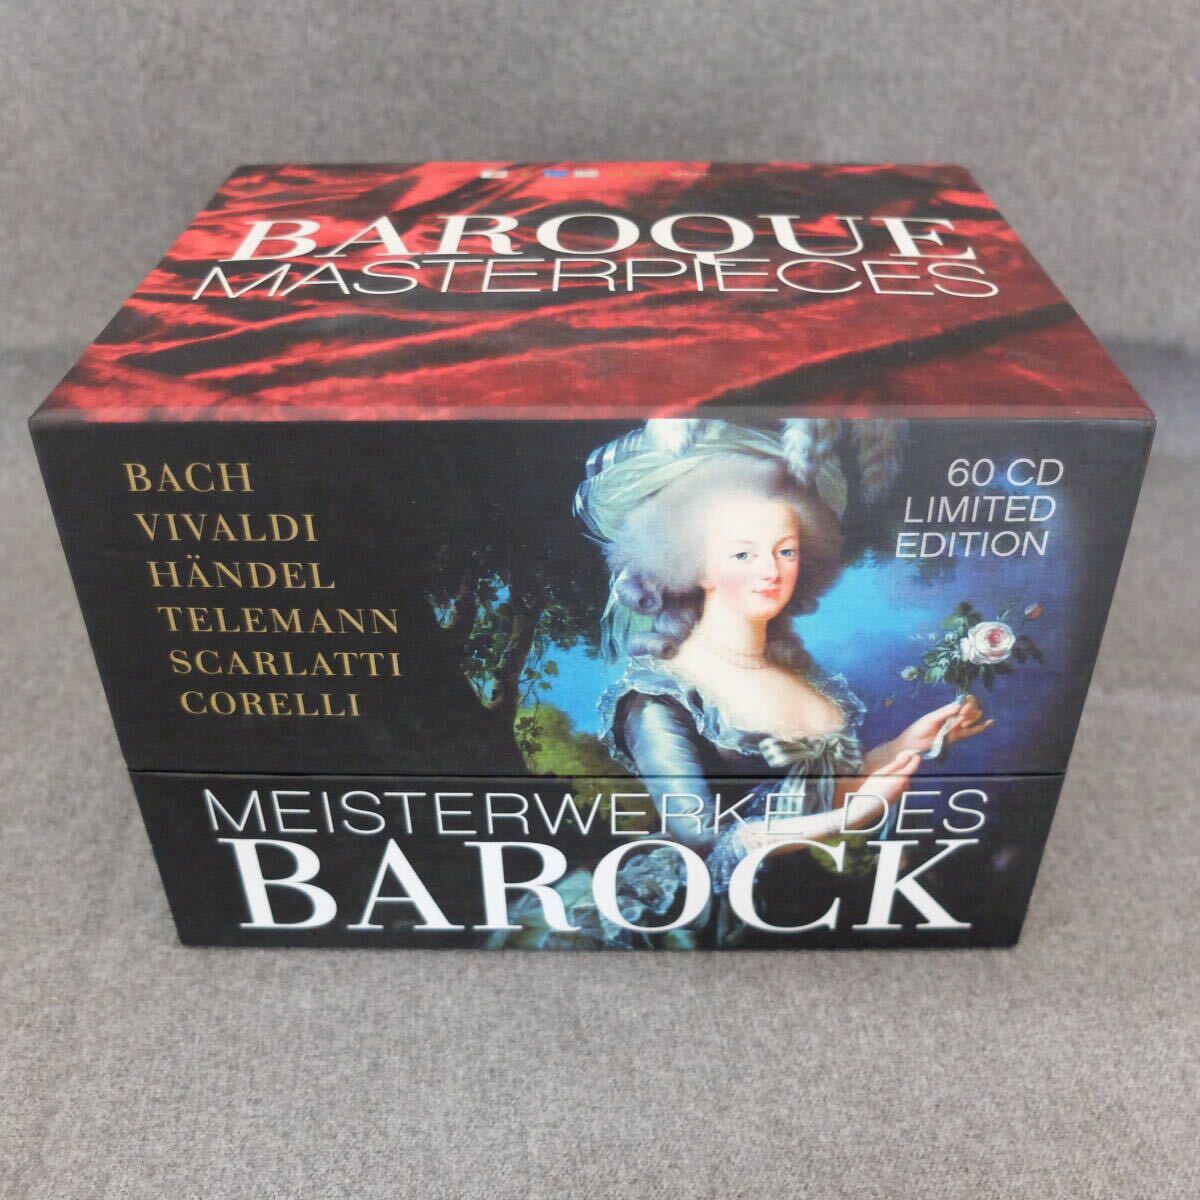 BAROQUE
MASTERPIECES
BACH
VIVALDI
HÄNDEL
TELEMANN
SCARLATTI
CORELLI
60 CD
LIMITED
EDITION
MEISTERWERKE DES
BAROCK